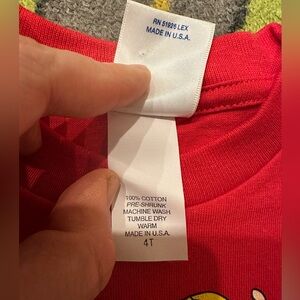 RN 51925 LEX
MADE IN U.S.A.
100% COTTON
PRE-SHRUNK
MACHINE WASH
TUMBLE DRY
WARM
MADE IN U.S.A.
4T